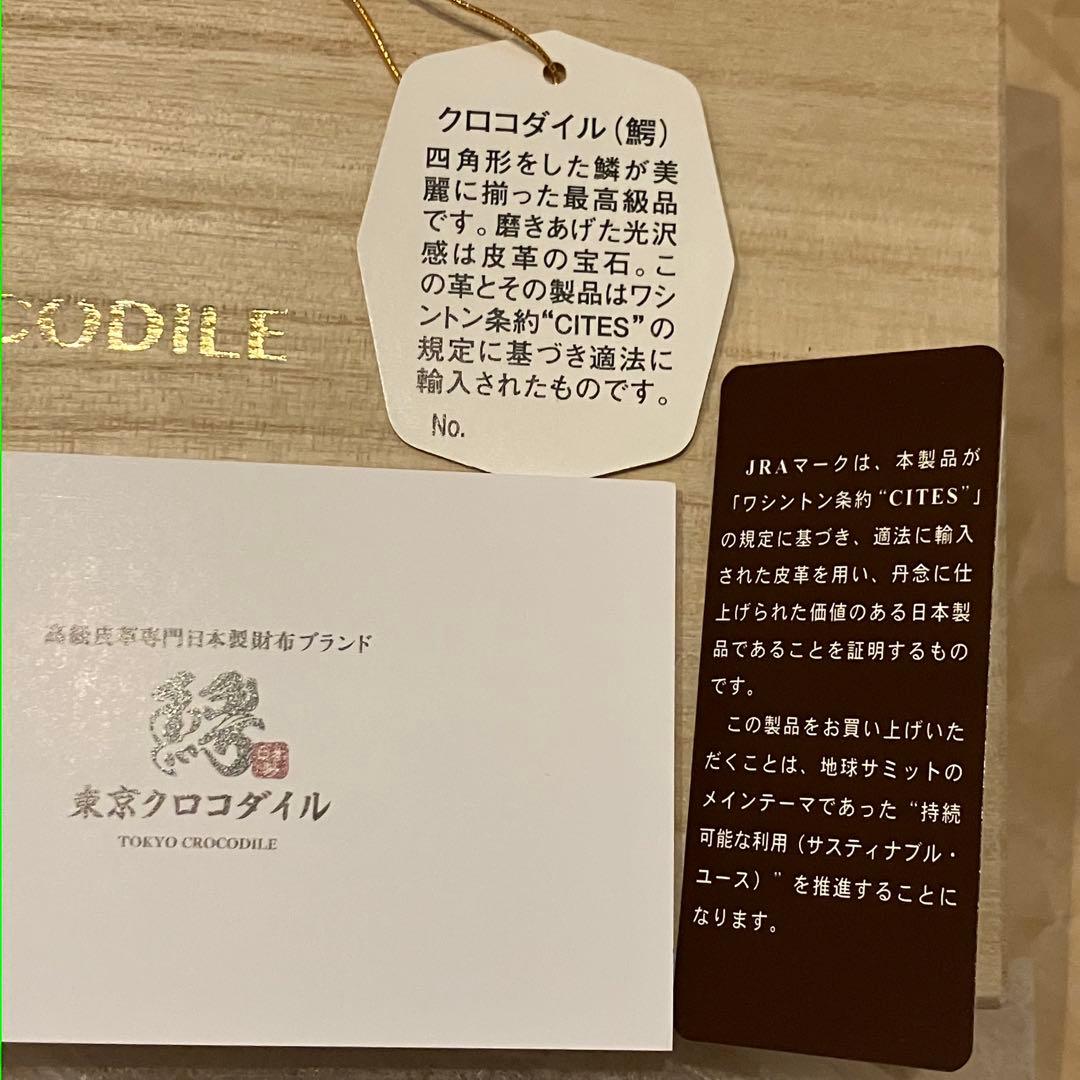 クロコダイル（鰐）
四角形をした鱗が美
麗に揃った最高級品
です。磨きあげた光沢
感は皮革の宝石。こ
の革とその製品はワシ
ントン条約“CITES”の
規定に基づき適法に
輸入されたものです。
No.
CODILE
JRAマークは、本製品が
「ワシントン条約“CITES”」
の規定に基づき、適法に輸入
された皮革を用い、丹念に仕
上げられた価値のある日本製
品であることを証明するもの
です。
この製品をお買い上げいた
だくことは、地球サミットの
メインテーマであった“持続
可能な利用（サスティナブル・
ユース）”を推進することに
なります。
高級皮革専門日本製財布ブランド
縁
東京クロコダイル
TOKYO CROCODILE